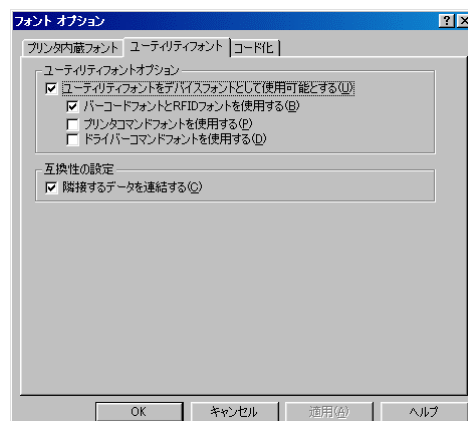 フォント オプション
プリンタ内蔵フォント ユーティリティフォント コード化
ユーティリティフォントオプション
ユーティリティフォントをデバイスフォントとして使用可能とする(U)
バーコードフォントとRFIDフォントを使用する(B)
プリンタコマンドフォントを使用する(P)
ドライバーコマンドフォントを使用する(D)
互換性の設定
隣接するデータを連結する(C)
OK キャンセル 適用(A) ヘルプ